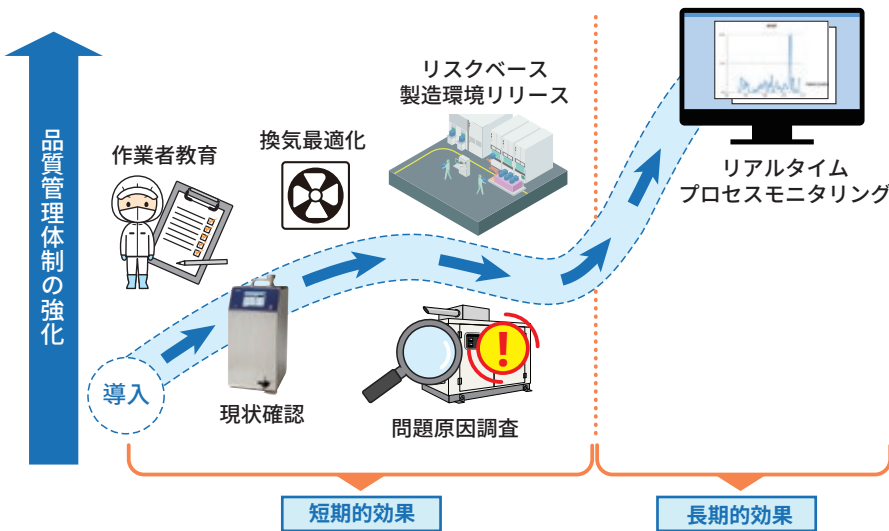 品質管理体制の強化
作業者教育
換気最適化
リスクベース
製造環境リリース
リアルタイム
プロセスモニタリング
導入
現状確認
問題原因調査
短期的効果
長期的効果